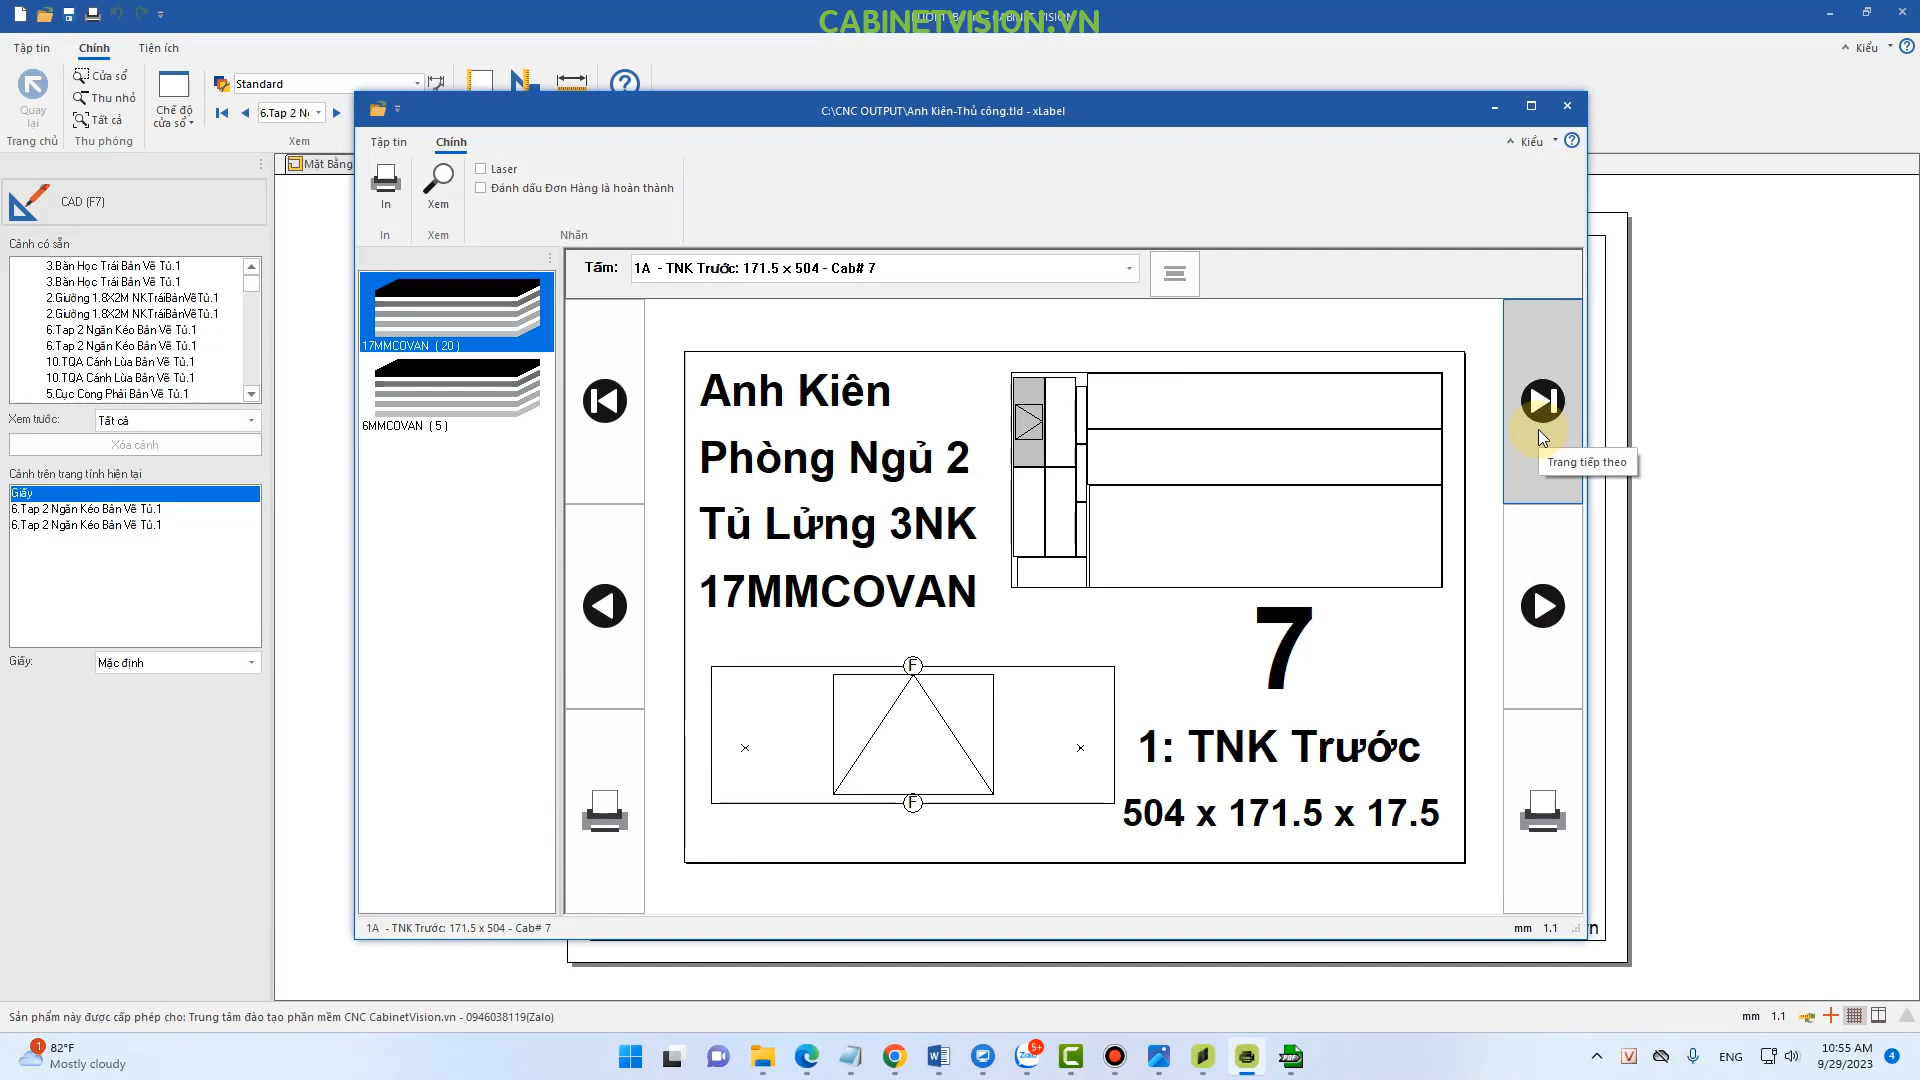 CABINETVISION.VN
Tập tin
Chính
Tiện ích
Kiểu
Quay lại
Trang chủ
Cửa sổ
Thu nhỏ
Tất cả
Thu phóng
Chế độ cửa sổ
Standard
6.Tap 2 N
Xem
Mặt Bằng
CAD (F7)
Cảnh có sẵn
3.Bàn Học Trái Bản Vẽ Tủ.1
3.Bàn Học Trái Bản Vẽ Tủ.1
2.Giường 1.8X2M NKTráiBảnVẽTủ.1
2.Giường 1.8X2M NKTráiBảnVẽTủ.1
6.Tap 2 Ngăn Kéo Bản Vẽ Tủ.1
6.Tap 2 Ngăn Kéo Bản Vẽ Tủ.1
10.TQA Cánh Lùa Bản Vẽ Tủ.1
10.TQA Cánh Lùa Bản Vẽ Tủ.1
5.Cục Cong Phải Bản Vẽ Tủ.1
Xem trước:
Tất cả
Xóa cảnh
Cảnh trên trang tính hiện tại
Giấy
6.Tap 2 Ngăn Kéo Bản Vẽ Tủ.1
6.Tap 2 Ngăn Kéo Bản Vẽ Tủ.1
Giấy:
Mặc định
C:\CNC OUTPUT\Anh Kiên-Thủ công.tld - xLabel
Tập tin
Chính
Kiểu
In
In
Xem
Xem
Laser
Đánh dấu Đơn Hàng là hoàn thành
Nhãn
17MMCOVAN ( 20 )
6MMCOVAN ( 5 )
Tấm:
1A - TNK Trước: 171.5 x 504 - Cab# 7
Anh Kiên
Phòng Ngủ 2
Tủ Lửng 3NK
17MMCOVAN
7
F
F
1: TNK Trước
504 x 171.5 x 17.5
Trang tiếp theo
1A - TNK Trước: 171.5 x 504 - Cab# 7
mm 1.1
Sản phẩm này được cấp phép cho: Trung tâm đào tạo phần mềm CNC CabinetVision.vn - 0946038119(Zalo)
mm 1.1
1
82°F
Mostly cloudy
5+
ENG
10:55 AM
9/29/2023
4